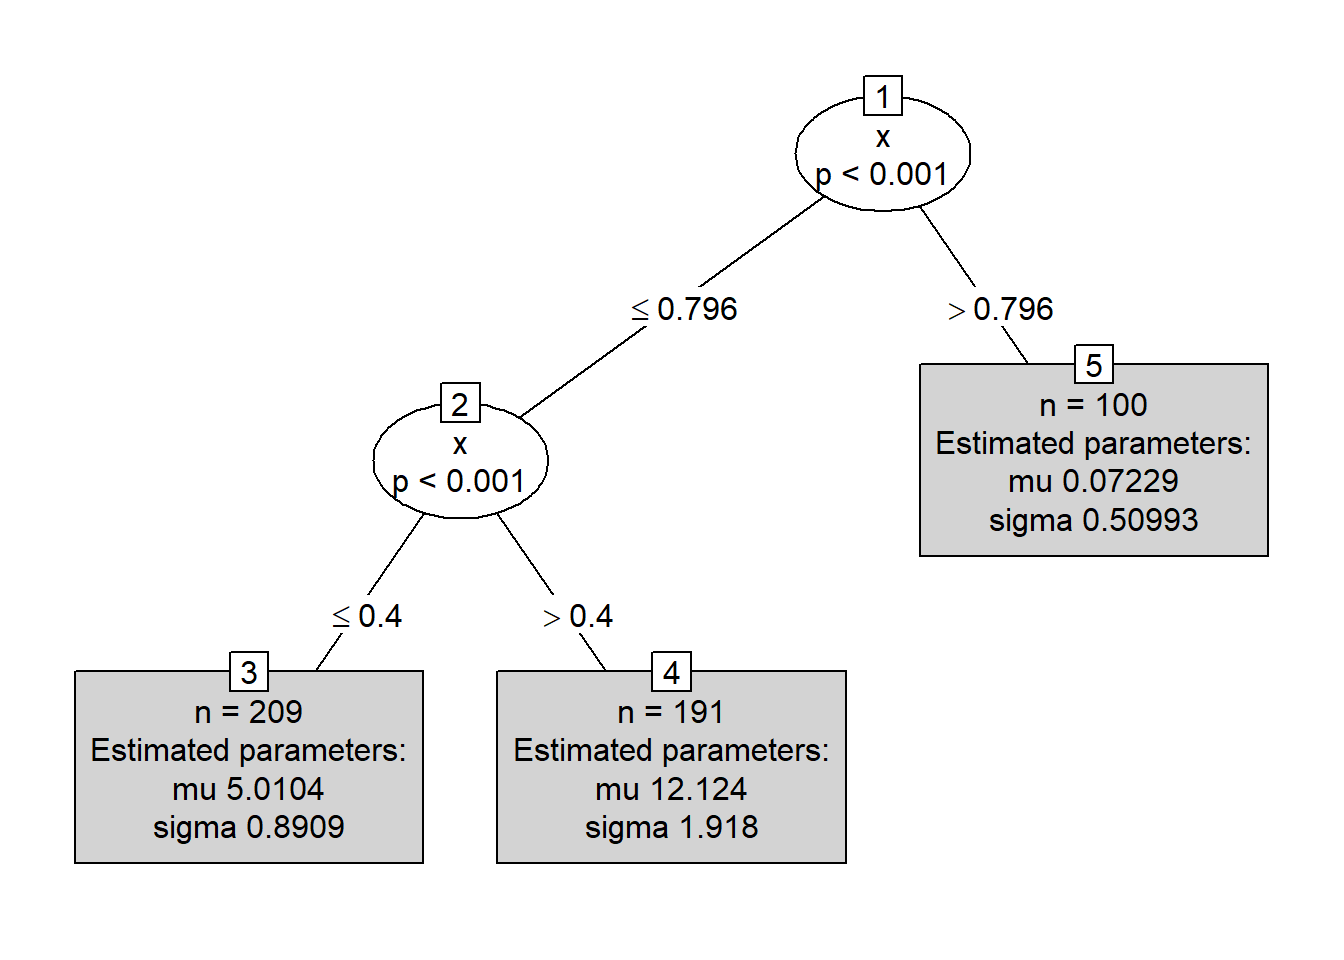 1
x
p < 0.001
≤ 0.796
> 0.796
2
x
p < 0.001
5
n = 100
Estimated parameters:
mu 0.07229
sigma 0.50993
≤ 0.4
> 0.4
3
n = 209
Estimated parameters:
mu 5.0104
sigma 0.8909
4
n = 191
Estimated parameters:
mu 12.124
sigma 1.918